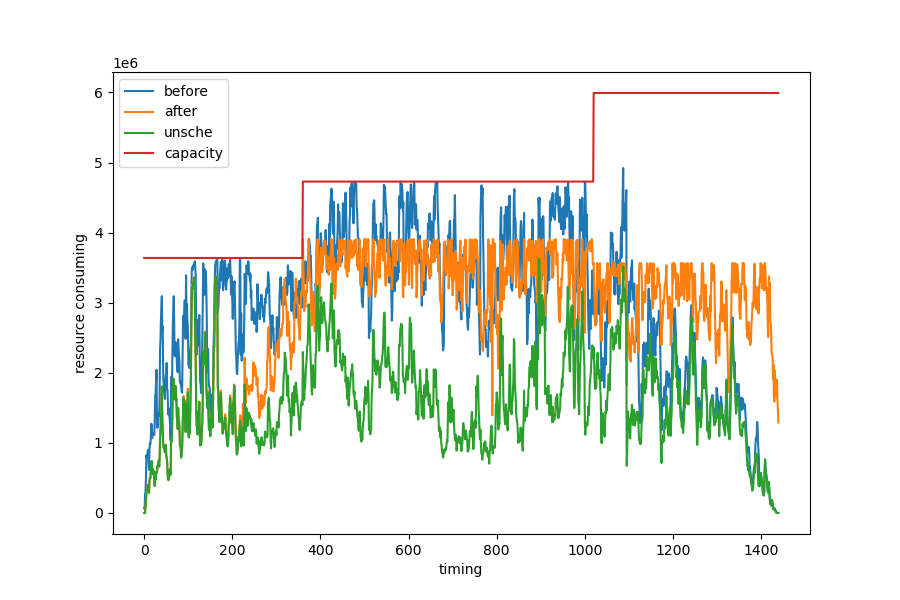 1e6
before
after
unsche
capacity
6
5
4
3
2
1
0
resource consuming
0 200 400 600 800 1000 1200 1400
timing